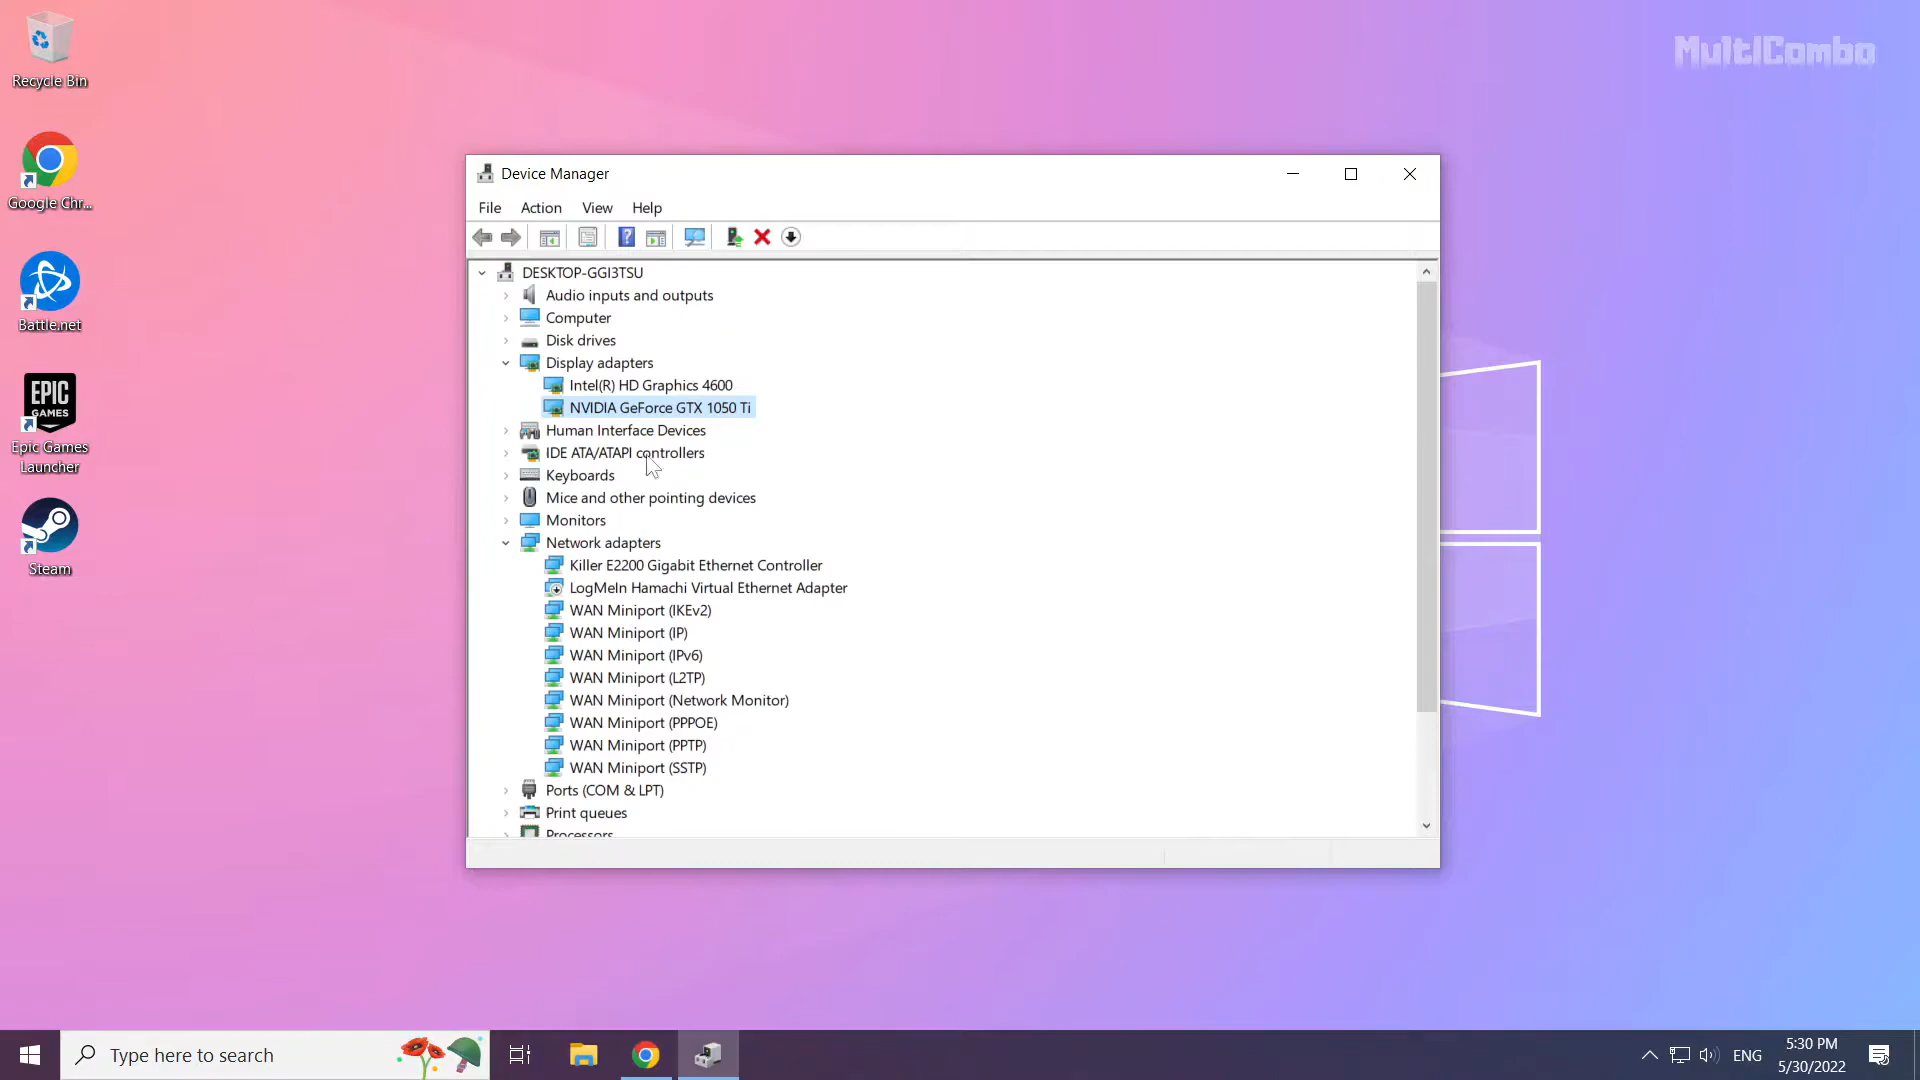 MultiCombo
Recycle Bin
Google Chr...
Battle.net
EPIC
GAMES
Epic Games
Launcher
Steam
Device Manager
File Action View Help
DESKTOP-GGI3TSU
Audio inputs and outputs
Computer
Disk drives
Display adapters
Intel(R) HD Graphics 4600
NVIDIA GeForce GTX 1050 Ti
Human Interface Devices
IDE ATA/ATAPI controllers
Keyboards
Mice and other pointing devices
Monitors
Network adapters
Killer E2200 Gigabit Ethernet Controller
LogMeIn Hamachi Virtual Ethernet Adapter
WAN Miniport (IKEv2)
WAN Miniport (IP)
WAN Miniport (IPv6)
WAN Miniport (L2TP)
WAN Miniport (Network Monitor)
WAN Miniport (PPPOE)
WAN Miniport (PPTP)
WAN Miniport (SSTP)
Ports (COM & LPT)
Print queues
Processors
Type here to search
ENG
5:30 PM
5/30/2022